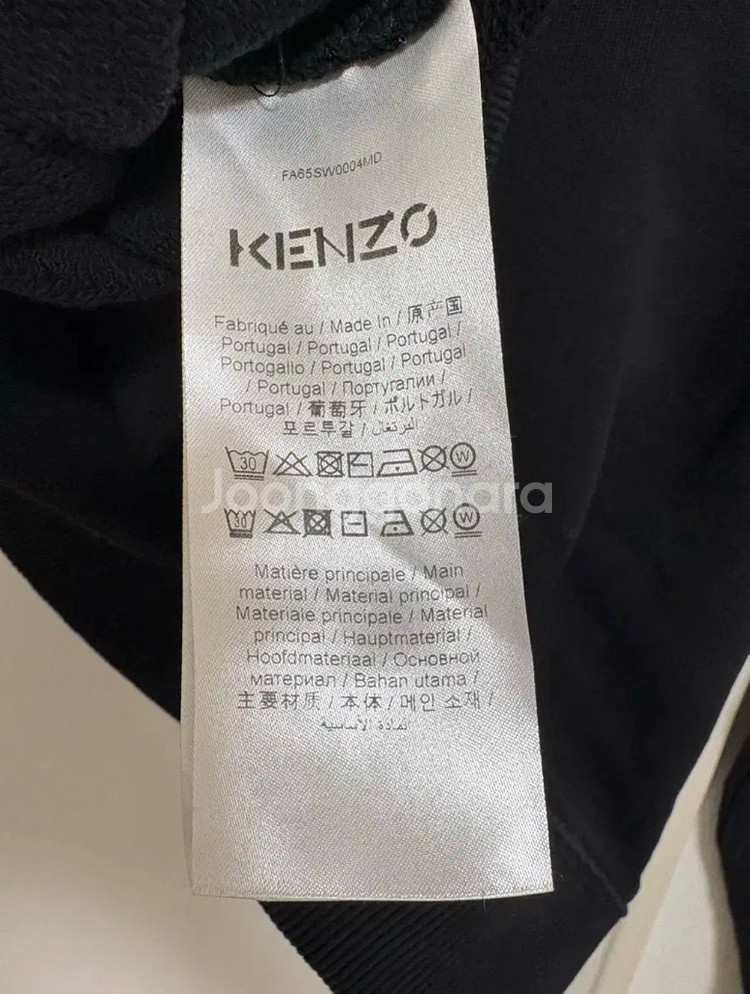 FA65SW0004MD
KENZO
Fabriqué au / Made In / 原产国
Portugal / Portugal / Portugal /
Portogallo / Portugal / Portugal
/ Portugal / Португалии /
Portugal / 葡萄牙 / ポルトガル /
포르투갈 / البرتغال
30
W
Joonggonara
30
W
Matière principale / Main
material / Material principal /
Materiale principale / Material
principal / Hauptmaterial /
Hoofdmateriaal / Основной
материал / Bahan utama /
主要材质 / 本体 / 메인 소재 /
المادة الأساسية